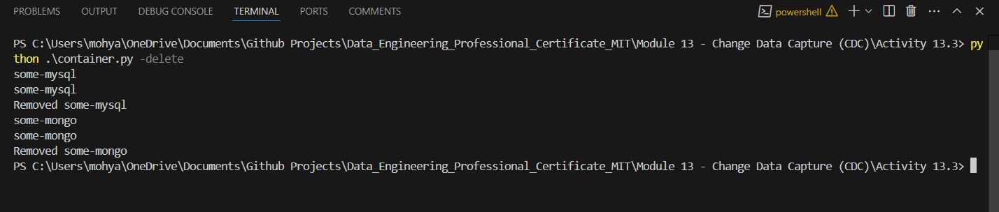 PROBLEMS OUTPUT DEBUG CONSOLE TERMINAL PORTS COMMENTS powershell
PS C:\Users\mohya\OneDrive\Documents\Github Projects\Data_Engineering_Professional_Certificate_MIT\Module 13 - Change Data Capture (CDC)\Activity 13.3> py
thon .\container.py -delete
some-mysql
some-mysql
Removed some-mysql
some-mongo
some-mongo
Removed some-mongo
PS C:\Users\mohya\OneDrive\Documents\Github Projects\Data_Engineering_Professional_Certificate_MIT\Module 13 - Change Data Capture (CDC)\Activity 13.3>